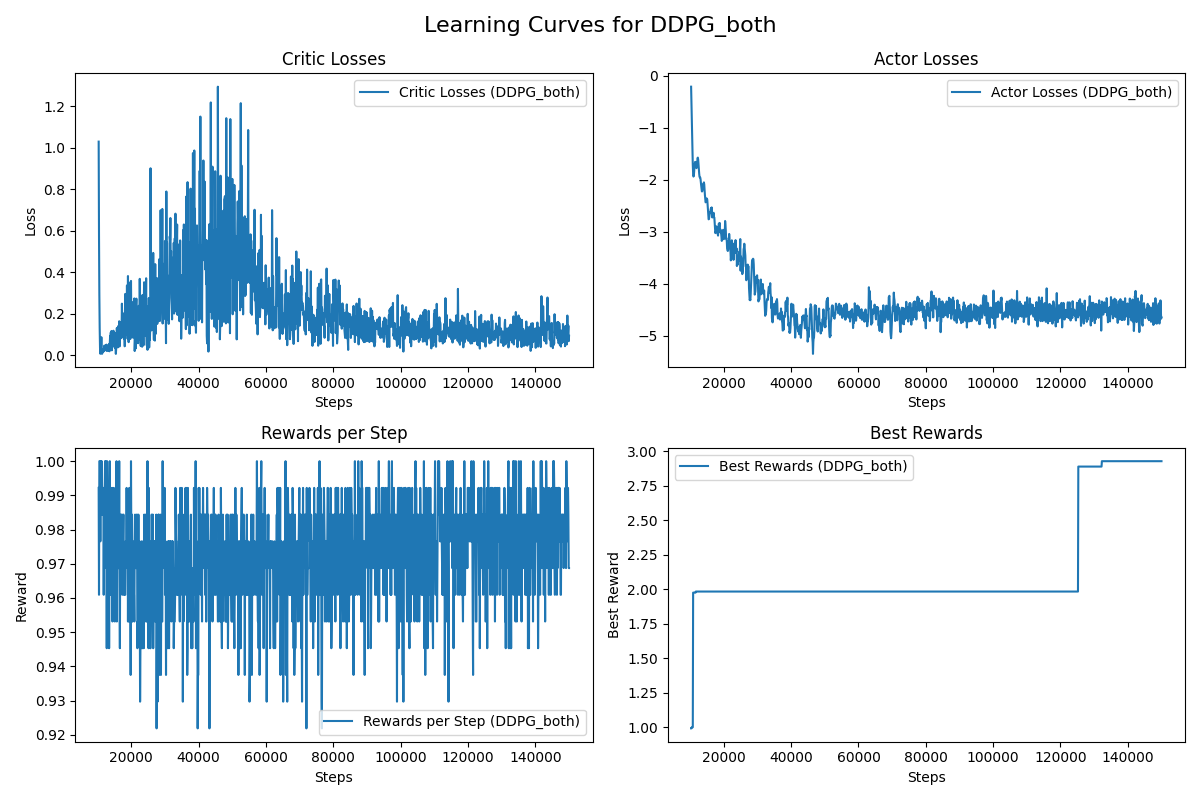 Learning Curves for DDPG_both
Critic Losses
Critic Losses (DDPG_both)
Loss
1.2
1.0
0.8
0.6
0.4
0.2
0.0
20000 40000 60000 80000 100000 120000 140000
Steps
Actor Losses
Actor Losses (DDPG_both)
Loss
0
−1
−2
−3
−4
−5
20000 40000 60000 80000 100000 120000 140000
Steps
Rewards per Step
Reward
1.00
0.99
0.98
0.97
0.96
0.95
0.94
0.93
0.92
Rewards per Step (DDPG_both)
20000 40000 60000 80000 100000 120000 140000
Steps
Best Rewards
Best Rewards (DDPG_both)
Best Reward
3.00
2.75
2.50
2.25
2.00
1.75
1.50
1.25
1.00
20000 40000 60000 80000 100000 120000 140000
Steps